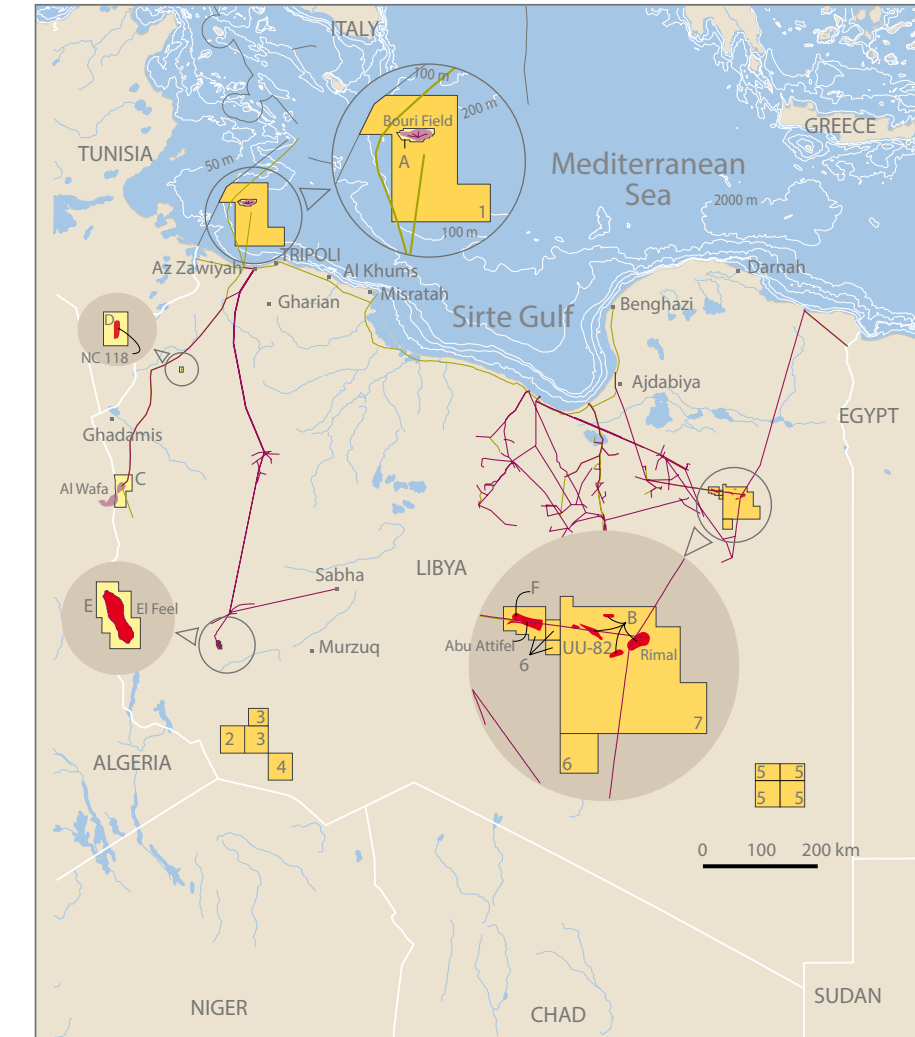 ITALY
100 m
200 m
Bouri Field
A
GREECE
TUNISIA
50 m
Mediterranean
Sea
2000 m
1
100 m
TRIPOLI
Az Zawiyah
Al Khums
Darnah
Misratah
Gharian
Benghazi
Sirte Gulf
D
NC 118
Ajdabiya
EGYPT
Ghadamis
C
Al Wafa
LIBYA
Sabha
E
El Feel
F
B
Abu Attifel
UU-82
Rimal
6
Murzuq
3
2
3
7
4
6
ALGERIA
5
5
5
5
0
100
200 km
NIGER
CHAD
SUDAN